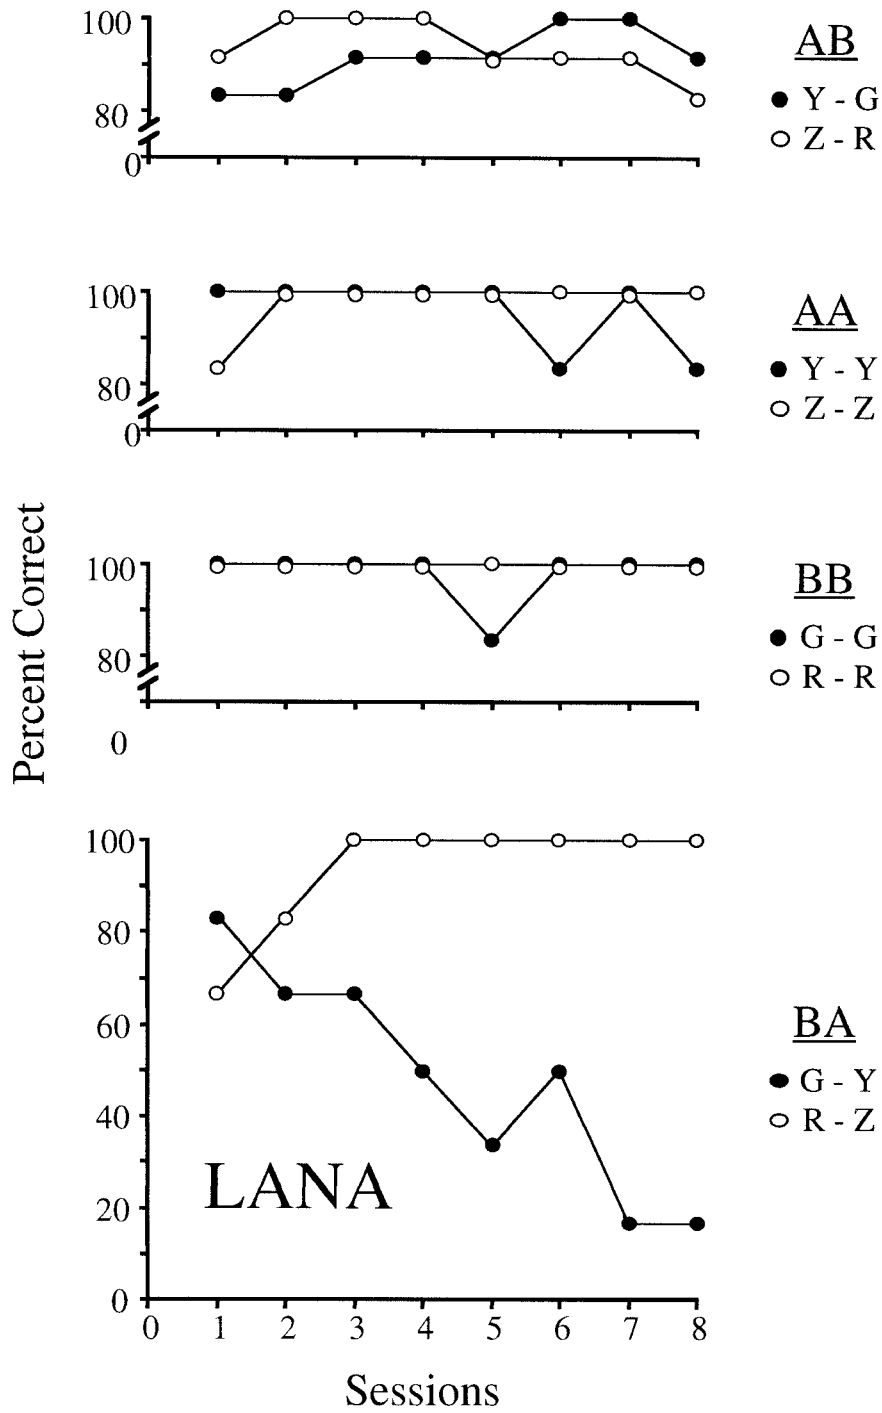 100
80
0
AB
Y - G
Z - R
100
80
0
AA
Y - Y
Z - Z
Percent Correct
100
80
0
BB
G - G
R - R
100
80
60
40
20
0
BA
G - Y
R - Z
LANA
0 1 2 3 4 5 6 7 8
Sessions